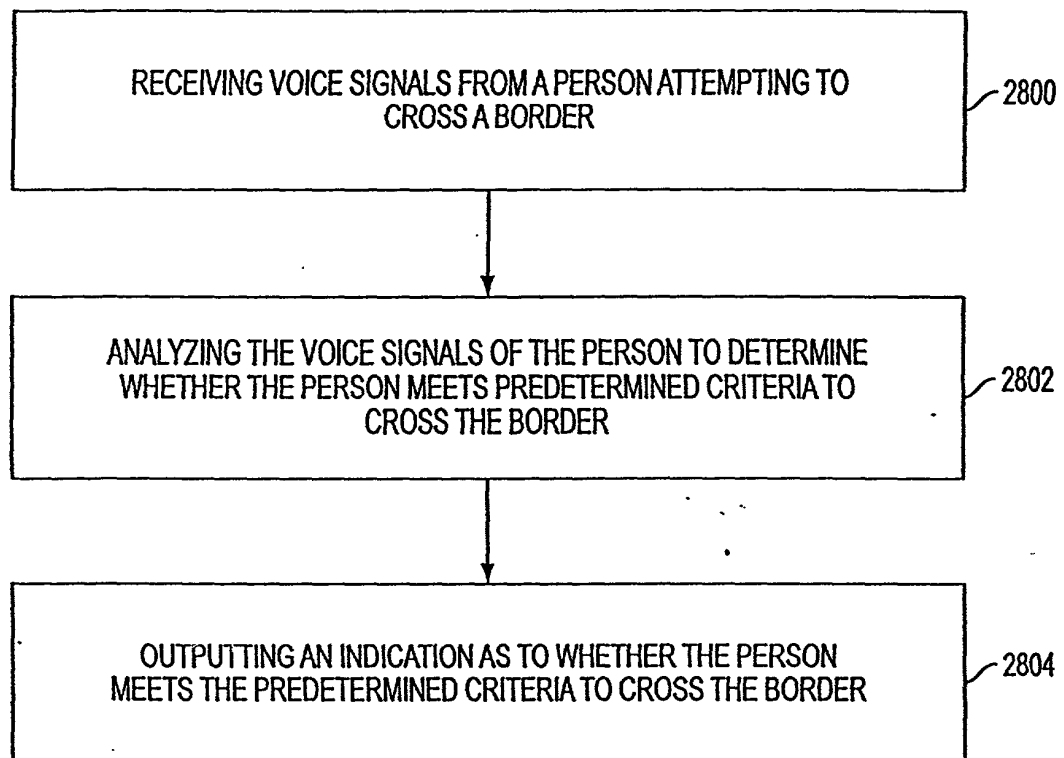 RECEIVING VOICE SIGNALS FROM A PERSON ATTEMPTING TO
CROSS A BORDER
2800
ANALYZING THE VOICE SIGNALS OF THE PERSON TO DETERMINE
WHETHER THE PERSON MEETS PREDETERMINED CRITERIA TO
CROSS THE BORDER
2802
OUTPUTTING AN INDICATION AS TO WHETHER THE PERSON
MEETS THE PREDETERMINED CRITERIA TO CROSS THE BORDER
2804